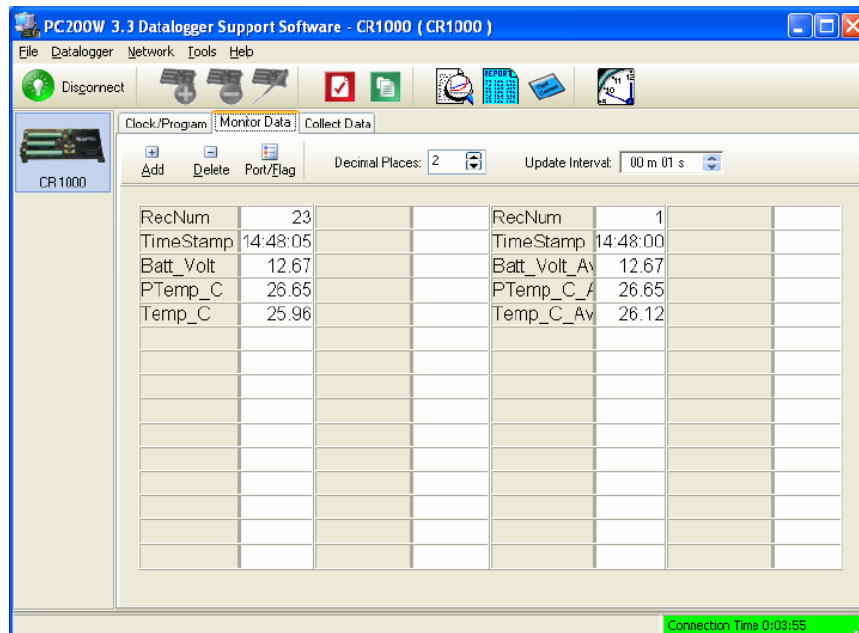 PC200W 3.3 Datalogger Support Software - CR1000 ( CR1000 )
File Datalogger Network Tools Help
Disconnect
REPORT
Clock/Program Monitor Data Collect Data
Add Delete Port/Flag Decimal Places: 2 Update Interval: 00 m 01 s
CR1000
RecNum 23 RecNum 1
TimeStamp 14:48:05 TimeStamp 14:48:00
Batt_Volt 12.67 Batt_Volt_Av 12.67
PTemp_C 26.65 PTemp_C_A 26.65
Temp_C 25.96 Temp_C_Av 26.12
Connection Time 0:03:55